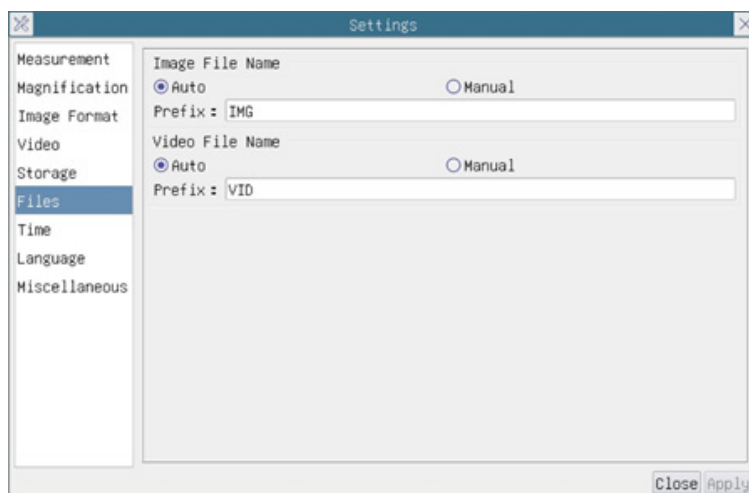 Settings
Measurement
Magnification
Image Format
Video
Storage
Files
Time
Language
Miscellaneous
Image File Name
Auto Manual
Prefix: IMG
Video File Name
Auto Manual
Prefix: VID
Close Apply